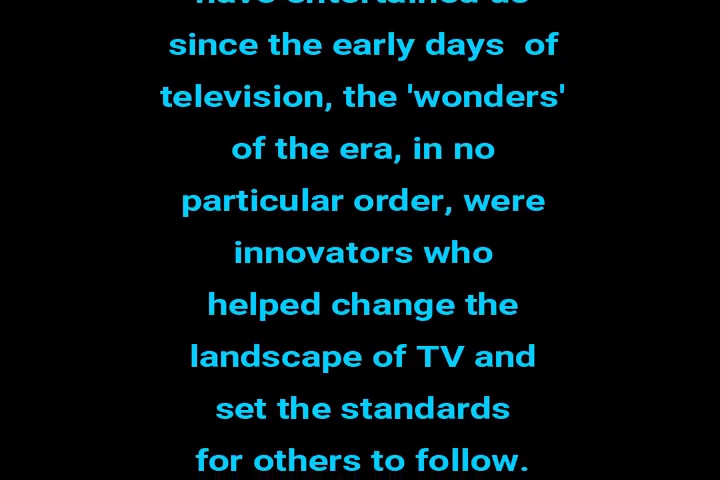 have entertained us
since the early days  of
television, the 'wonders'
of the era, in no
particular order, were
innovators who
helped change the
landscape of TV and
set the standards
for others to follow.